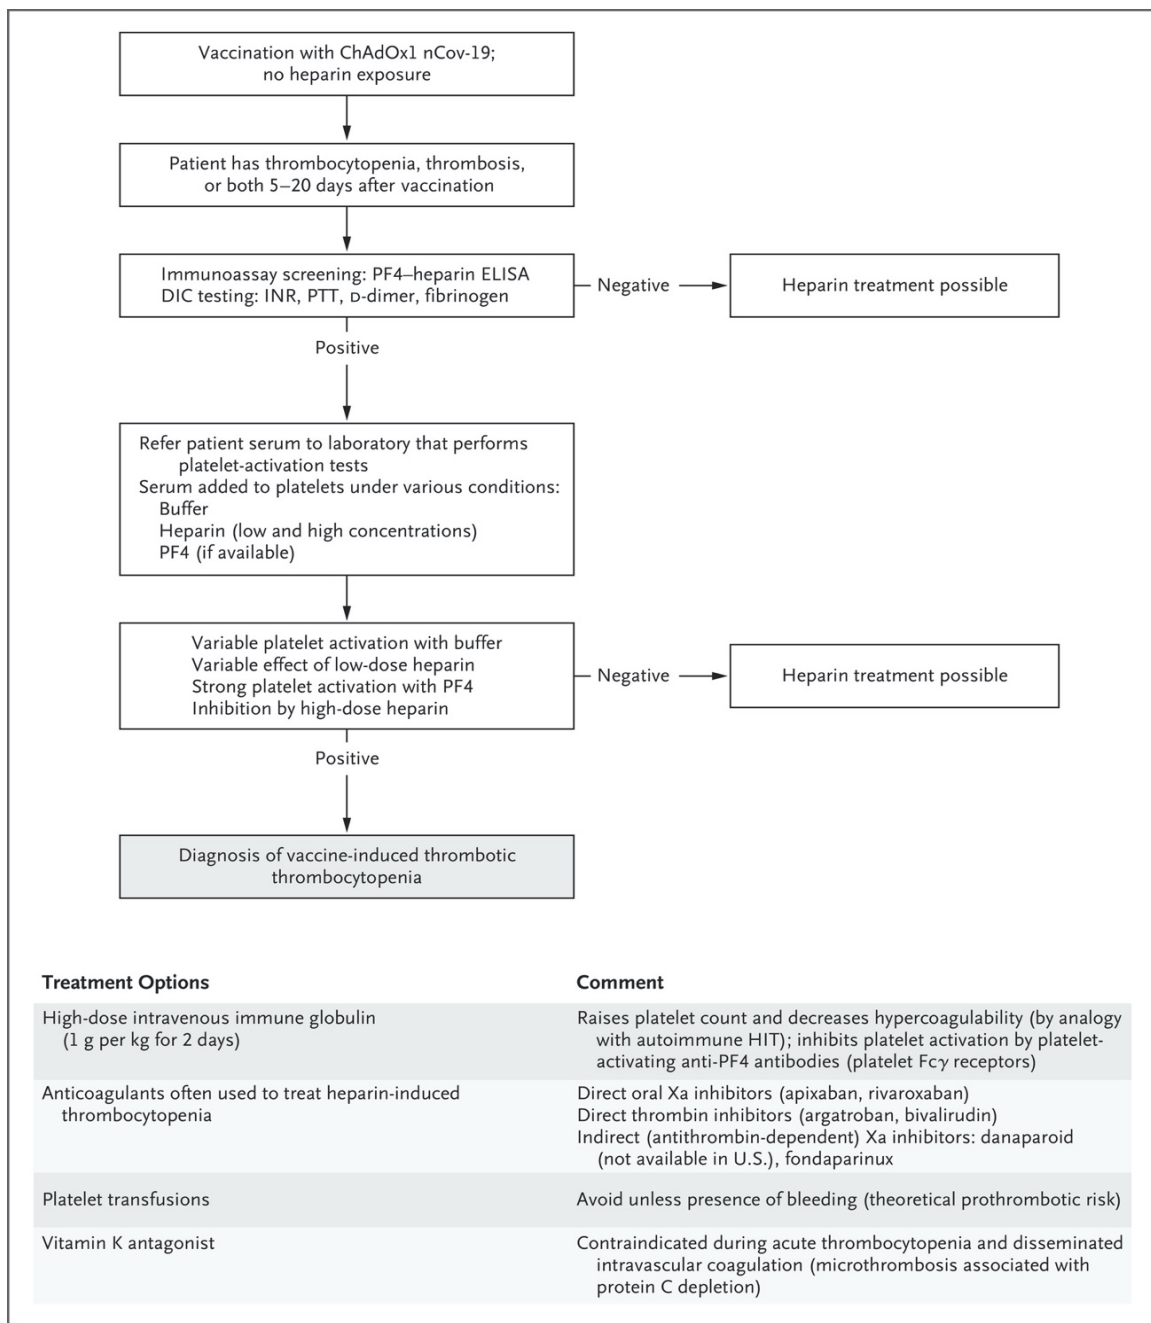 Vaccination with ChAdOx1 nCov-19;
no heparin exposure
Patient has thrombocytopenia, thrombosis,
or both 5–20 days after vaccination
Immunoassay screening: PF4–heparin ELISA
DIC testing: INR, PTT, D-dimer, fibrinogen
Negative
Heparin treatment possible
Positive
Refer patient serum to laboratory that performs
platelet-activation tests
Serum added to platelets under various conditions:
Buffer
Heparin (low and high concentrations)
PF4 (if available)
Variable platelet activation with buffer
Variable effect of low-dose heparin
Strong platelet activation with PF4
Inhibition by high-dose heparin
Negative
Heparin treatment possible
Positive
Diagnosis of vaccine-induced thrombotic
thrombocytopenia
Treatment Options
Comment
High-dose intravenous immune globulin
(1 g per kg for 2 days)
Raises platelet count and decreases hypercoagulability (by analogy
with autoimmune HIT); inhibits platelet activation by platelet-
activating anti-PF4 antibodies (platelet Fcγ receptors)
Anticoagulants often used to treat heparin-induced
thrombocytopenia
Direct oral Xa inhibitors (apixaban, rivaroxaban)
Direct thrombin inhibitors (argatroban, bivalirudin)
Indirect (antithrombin-dependent) Xa inhibitors: danaparoid
(not available in U.S.), fondaparinux
Platelet transfusions
Avoid unless presence of bleeding (theoretical prothrombotic risk)
Vitamin K antagonist
Contraindicated during acute thrombocytopenia and disseminated
intravascular coagulation (microthrombosis associated with
protein C depletion)